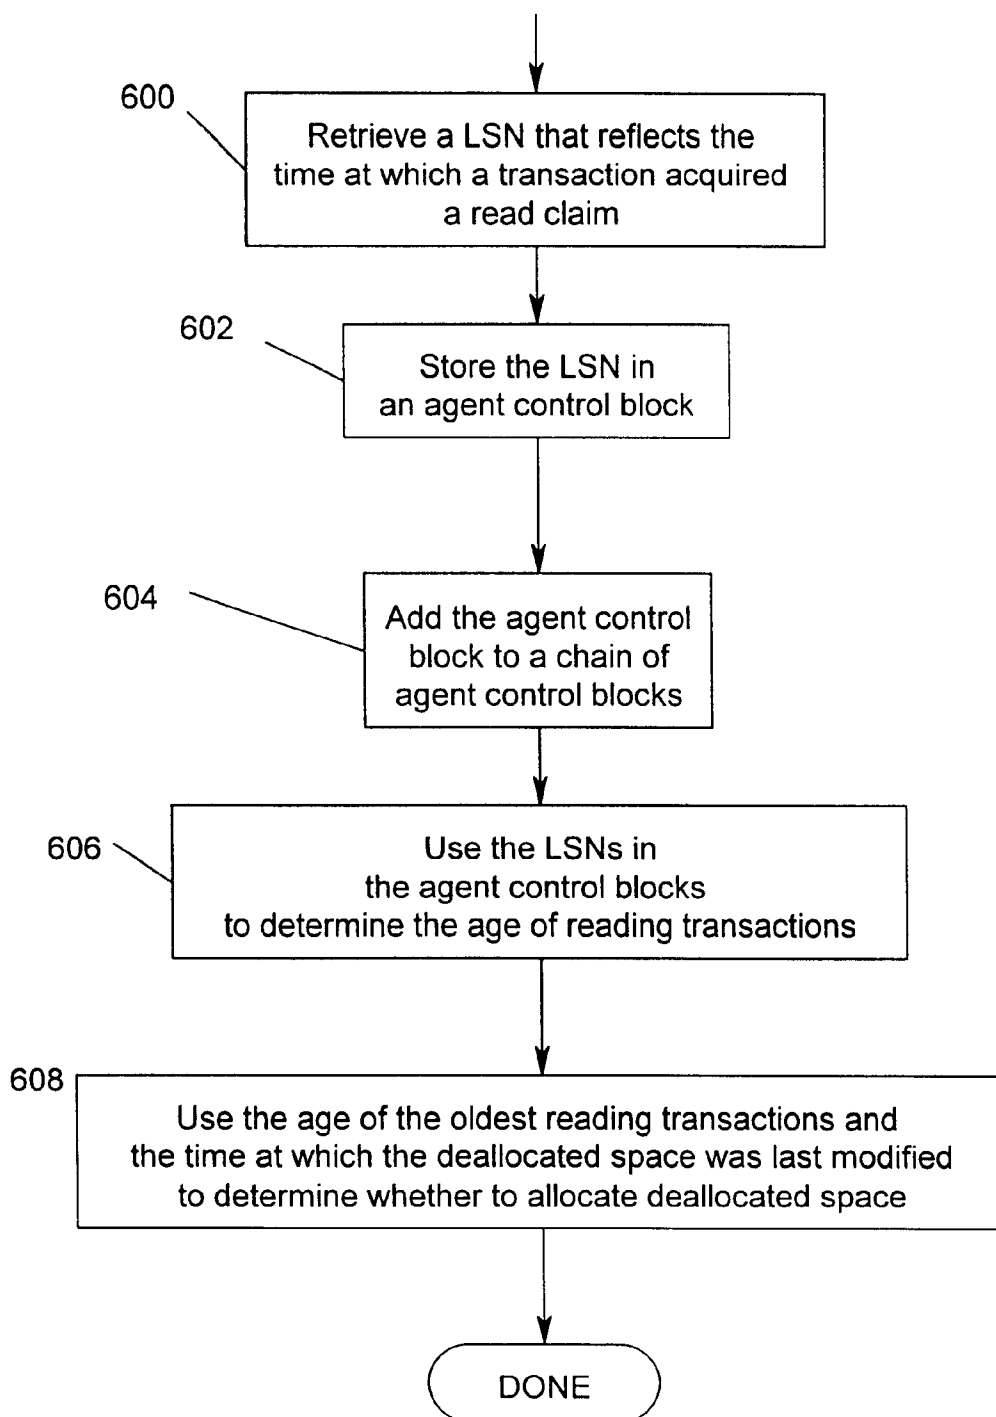 600
Retrieve a LSN that reflects the
time at which a transaction acquired
a read claim
602
Store the LSN in
an agent control block
604
Add the agent control
block to a chain of
agent control blocks
606
Use the LSNs in
the agent control blocks
to determine the age of reading transactions
608
Use the age of the oldest reading transactions and
the time at which the deallocated space was last modified
to determine whether to allocate deallocated space
DONE